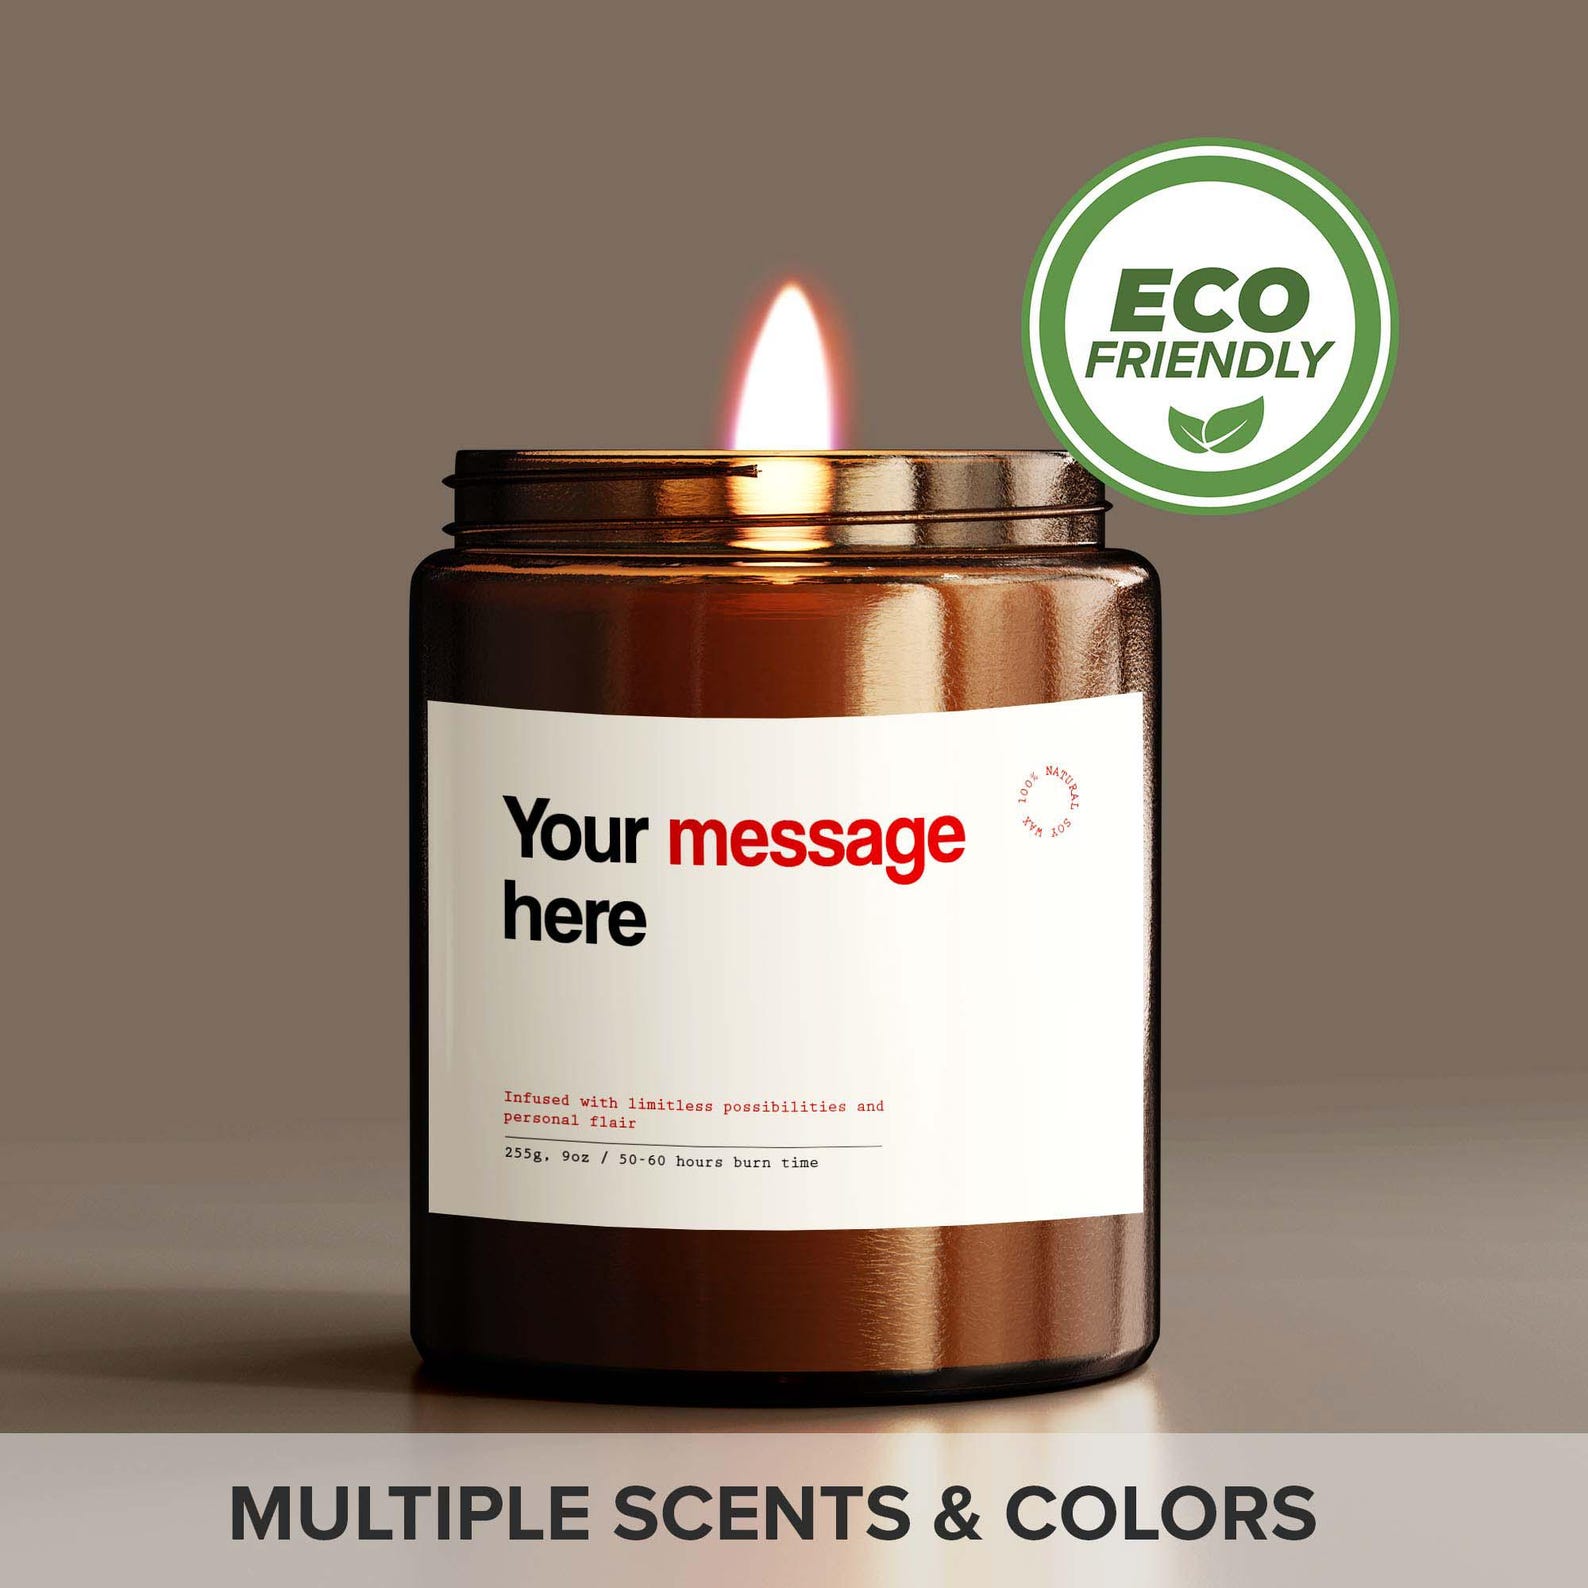 ECO
FRIENDLY
Your message
here
100% NATURAL SOY WAX
Infused with limitless possibilities and
personal flair
255g, 9oz / 50-60 hours burn time
MULTIPLE SCENTS & COLORS